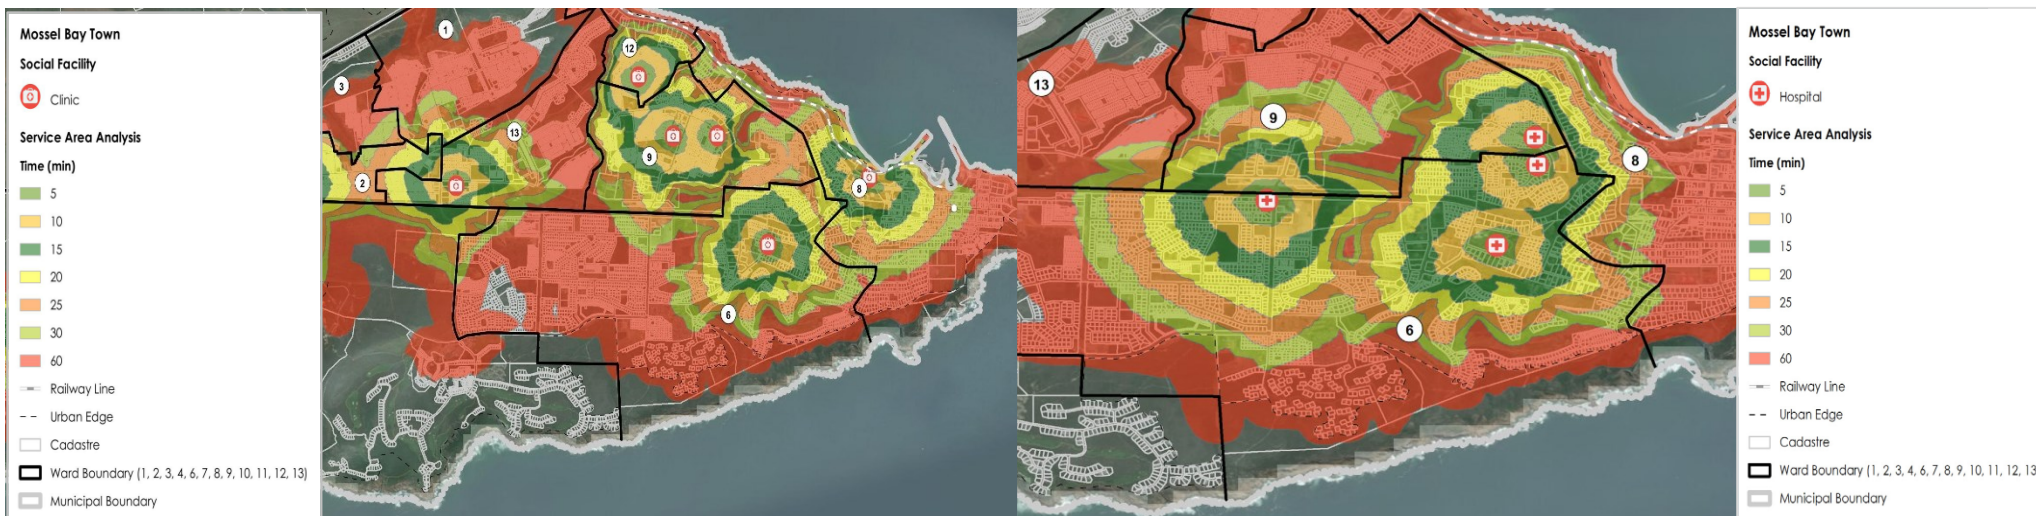 Mossel Bay Town
Social Facility
Clinic
Service Area Analysis
Time (min)
5
10
15
20
25
30
60
Railway Line
Urban Edge
Cadastre
Ward Boundary (1, 2, 3, 4, 6, 7, 8, 9, 10, 11, 12, 13)
Municipal Boundary
1
12
3
13
9
2
8
6
13
9
8
6
Mossel Bay Town
Social Facility
Hospital
Service Area Analysis
Time (min)
5
10
15
20
25
30
60
Railway Line
Urban Edge
Cadastre
Ward Boundary (1, 2, 3, 4, 6, 7, 8, 9, 10, 11, 12, 13
Municipal Boundary